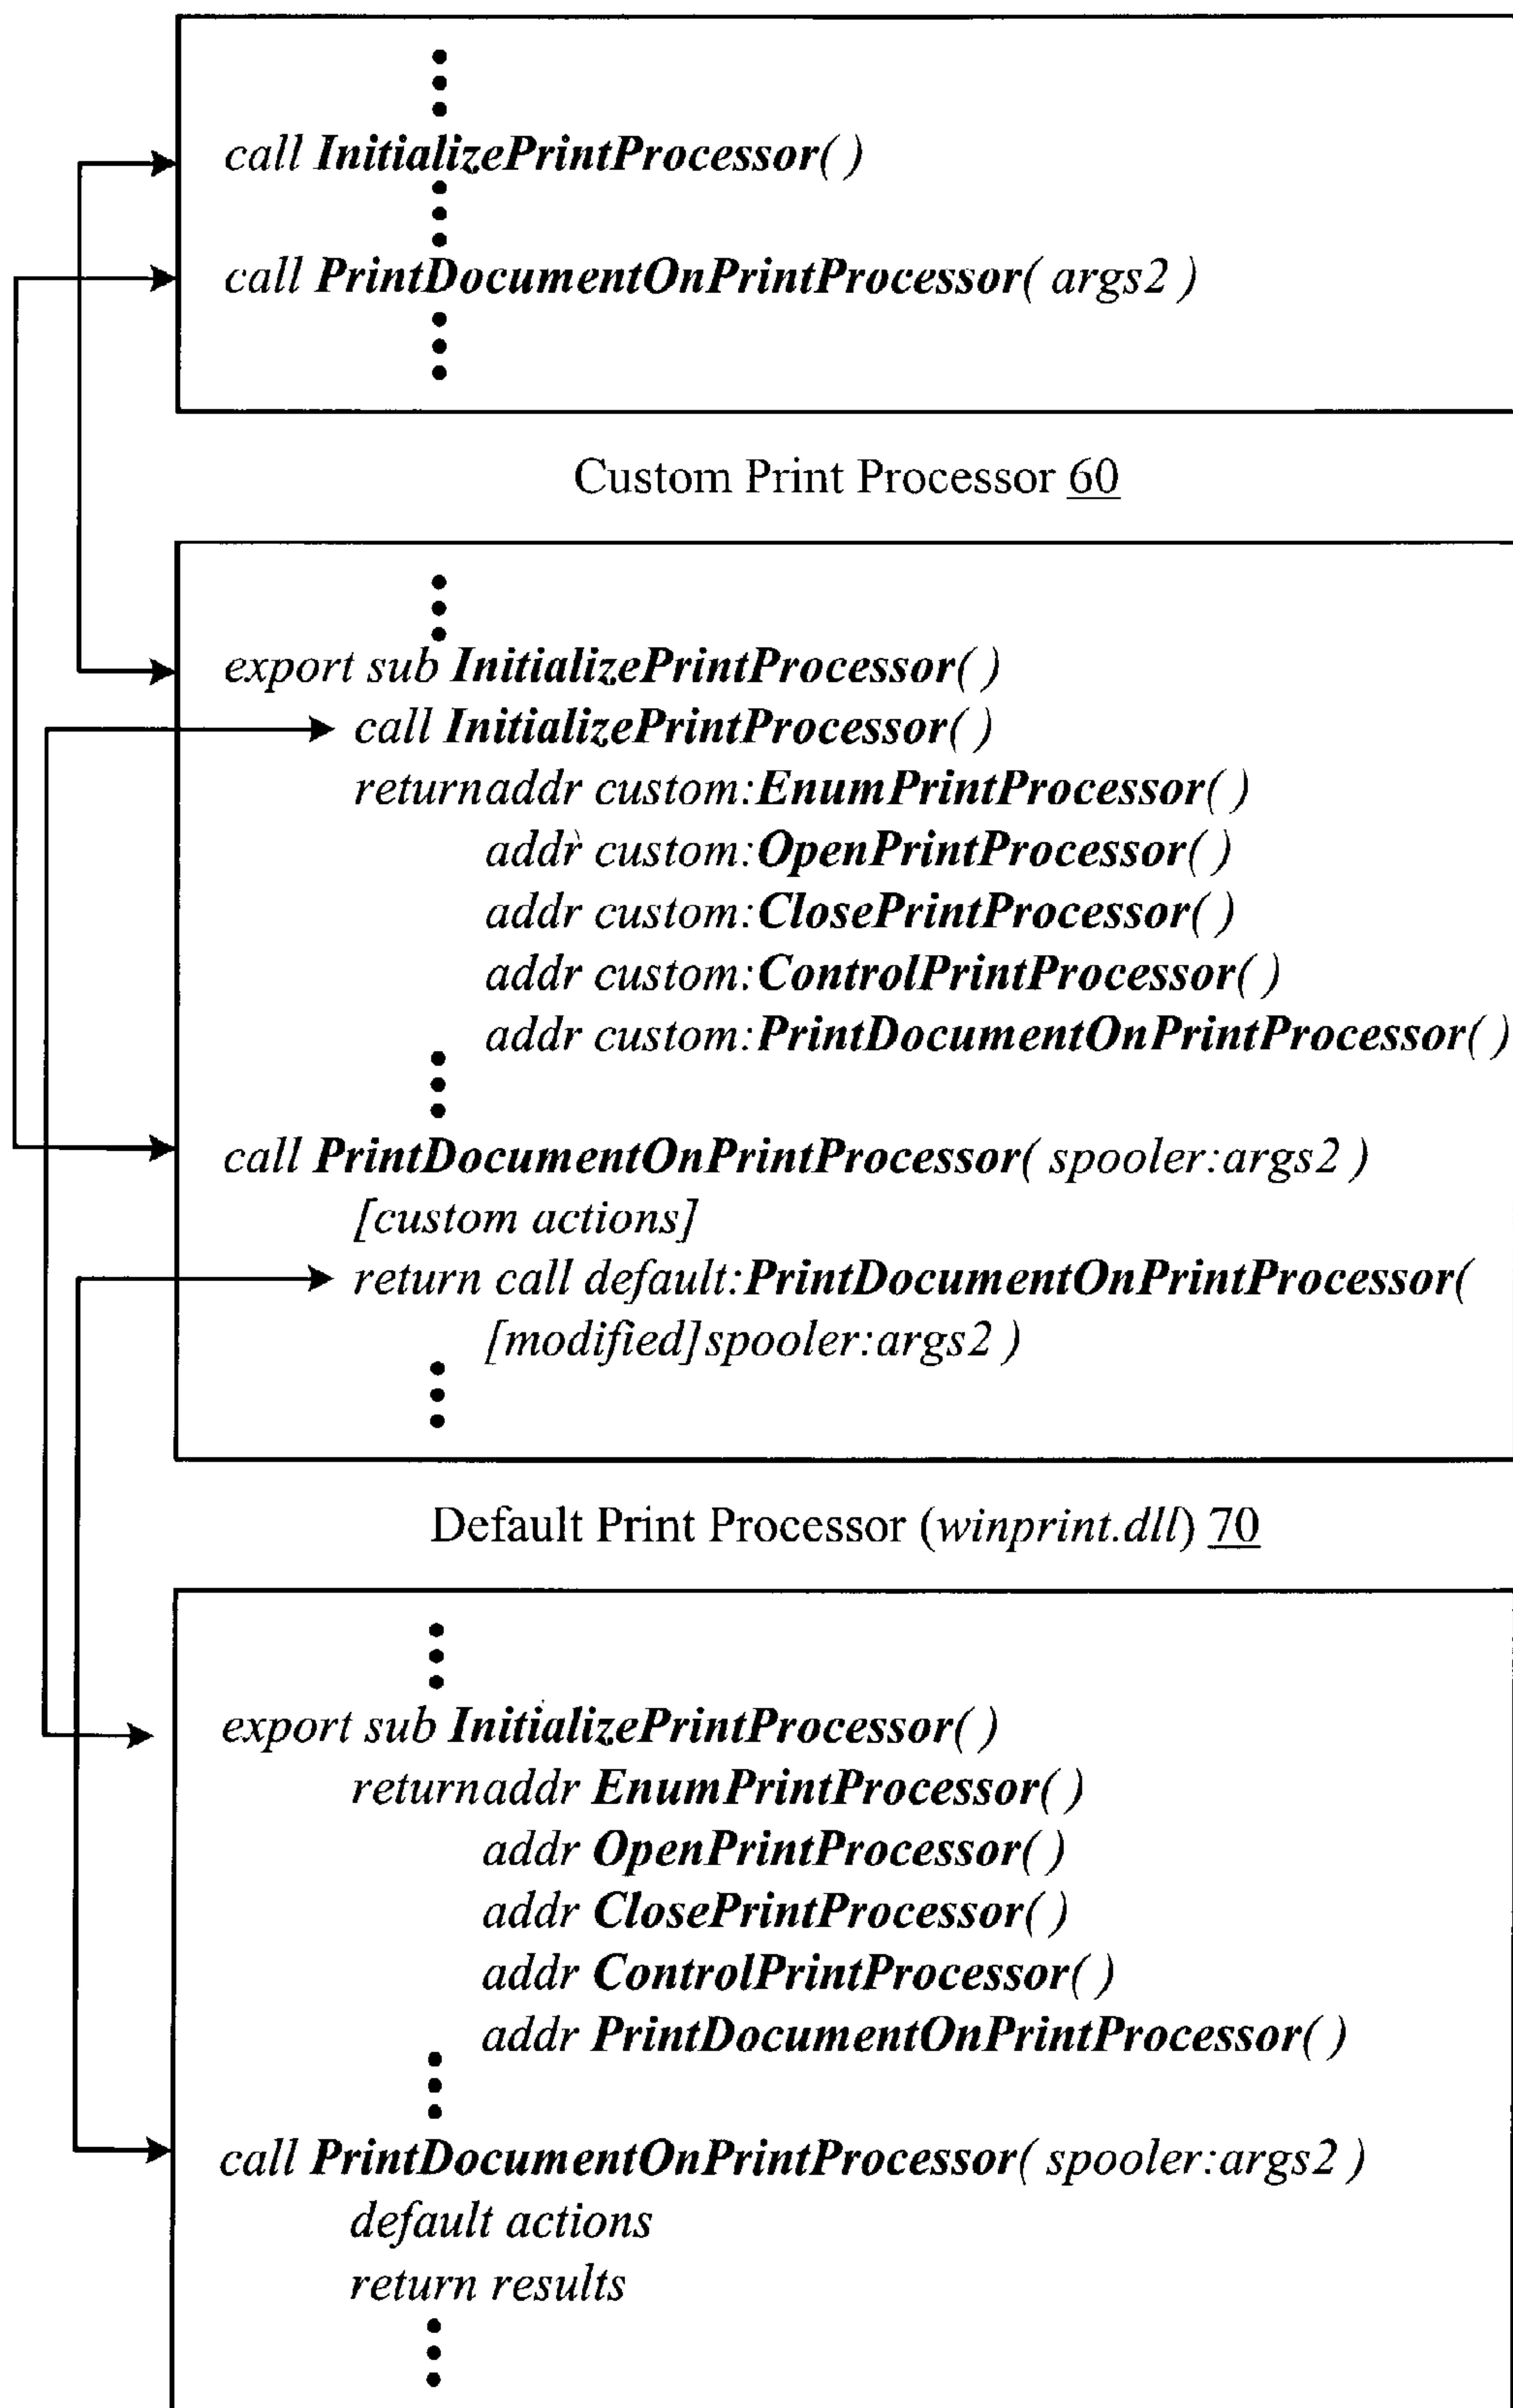 call InitializePrintProcessor( )
call PrintDocumentOnPrintProcessor( args2 )
Custom Print Processor 60
export sub InitializePrintProcessor( )
call InitializePrintProcessor( )
returnaddr custom:EnumPrintProcessor( )
addr custom:OpenPrintProcessor( )
addr custom:ClosePrintProcessor( )
addr custom:ControlPrintProcessor( )
addr custom:PrintDocumentOnPrintProcessor( )
call PrintDocumentOnPrintProcessor( spooler:args2 )
[custom actions]
return call default:PrintDocumentOnPrintProcessor(
[modified]spooler:args2 )
Default Print Processor (winprint.dll) 70
export sub InitializePrintProcessor( )
returnaddr EnumPrintProcessor( )
addr OpenPrintProcessor( )
addr ClosePrintProcessor( )
addr ControlPrintProcessor( )
addr PrintDocumentOnPrintProcessor( )
call PrintDocumentOnPrintProcessor( spooler:args2 )
default actions
return results